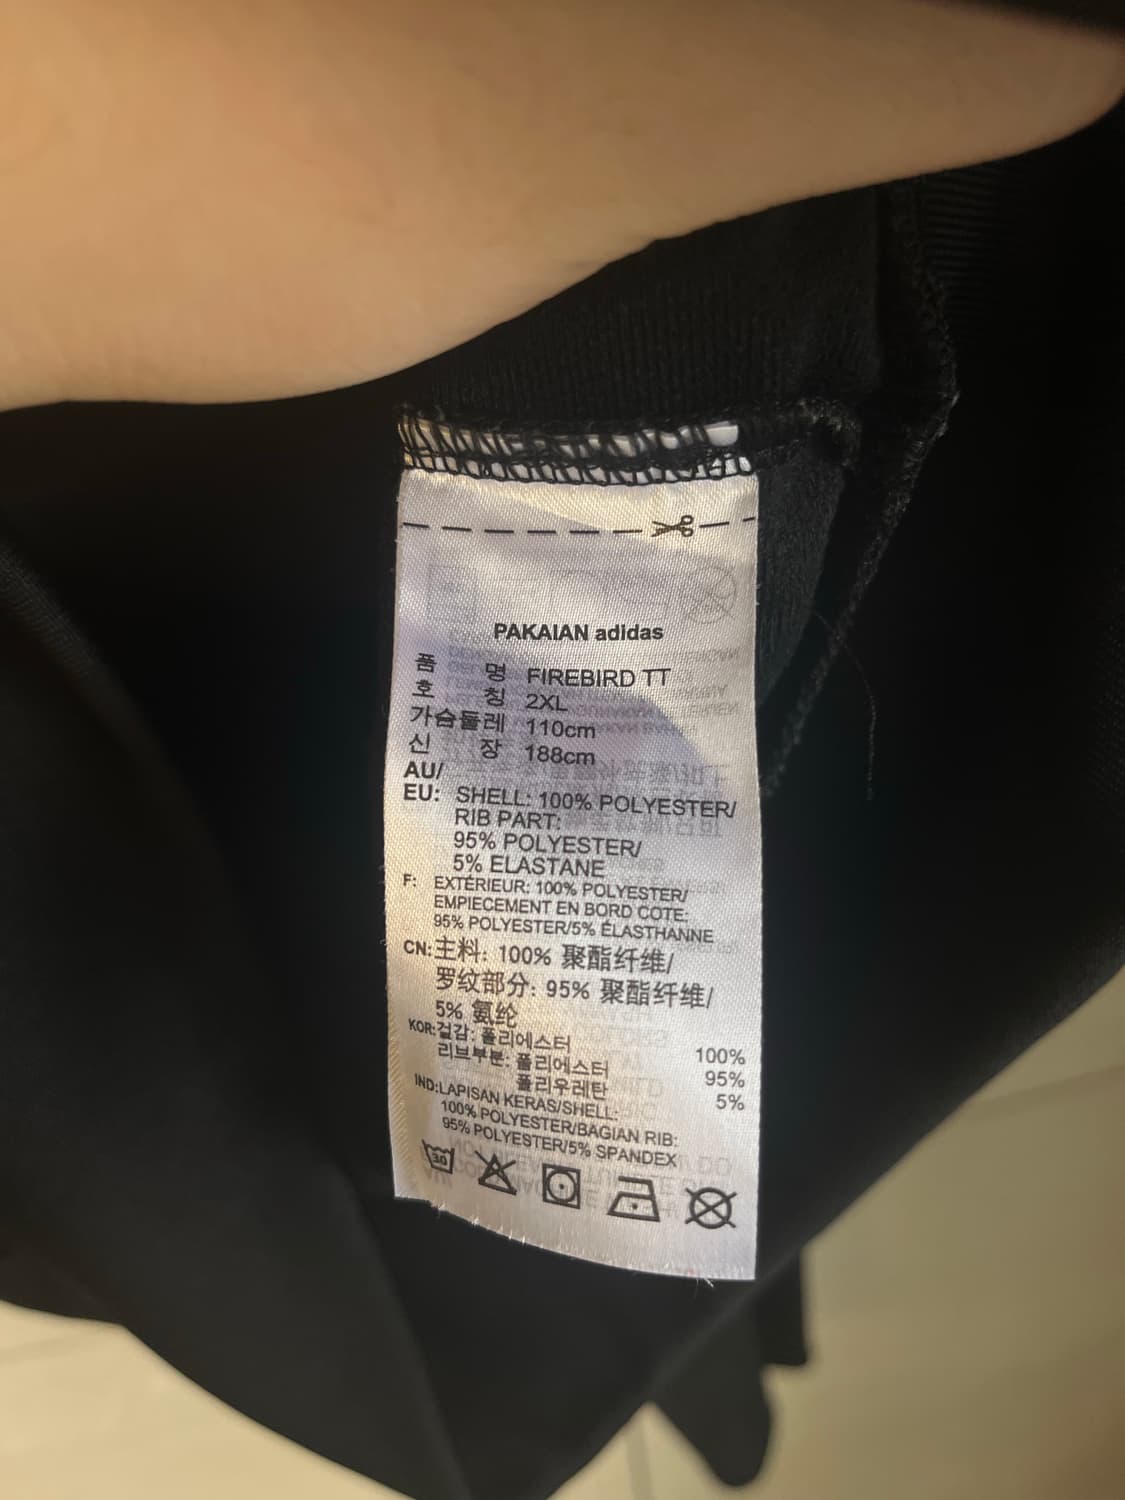 PAKAIAN adidas
품 명 FIREBIRD TT
호 칭 2XL
가슴둘레 110cm
신 장 188cm
AU/
EU: SHELL: 100% POLYESTER/
RIB PART:
95% POLYESTER/
5% ELASTANE
F: EXTÉRIEUR: 100% POLYESTER/
EMPIECEMENT EN BORD COTE:
95% POLYESTER/5% ÉLASTHANNE
CN: 主料: 100% 聚酯纤维/
罗纹部分: 95% 聚酯纤维/
5% 氨纶
KOR: 겉감: 폴리에스터 100%
리브부분: 폴리에스터 95%
폴리우레탄 5%
IND: LAPISAN KERAS/SHELL:
100% POLYESTER/BAGIAN RIB:
95% POLYESTER/5% SPANDEX
30